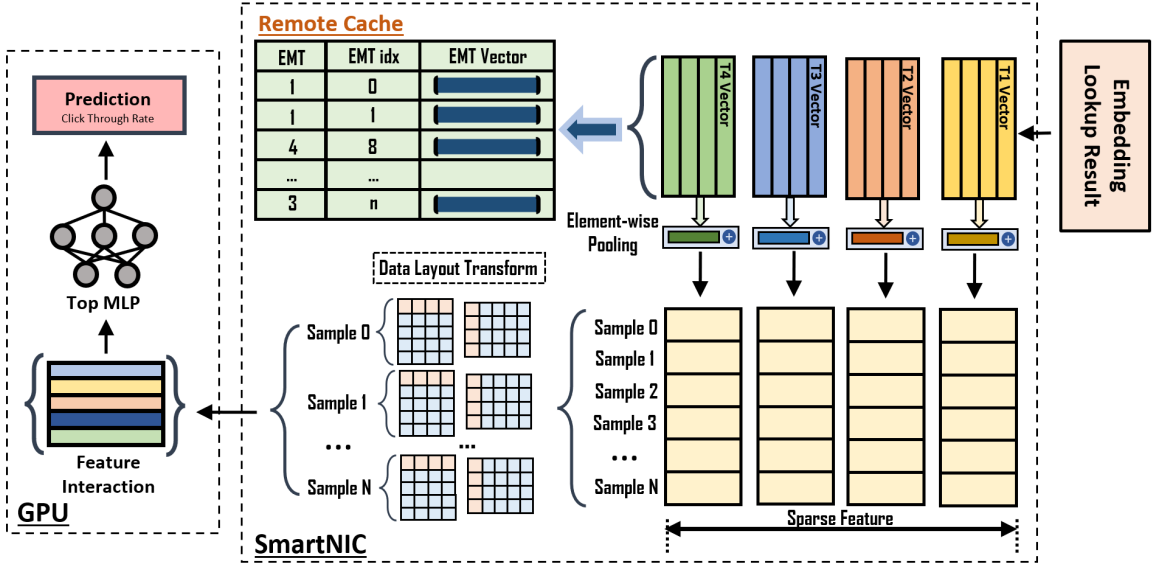 Remote Cache
EMT EMT idx EMT Vector
1 0
1 1
4 8
... ...
3 n
T4 Vector
T3 Vector
T2 Vector
T1 Vector
Embedding
Lookup Result
Element-wise
Pooling
+ + + +
Prediction
Click Through Rate
Top MLP
Feature
Interaction
GPU
Data Layout Transform
Sample 0
Sample 1
... ...
Sample N
Sample 0
Sample 1
Sample 2
Sample 3
...
Sample N
Sparse Feature
SmartNIC